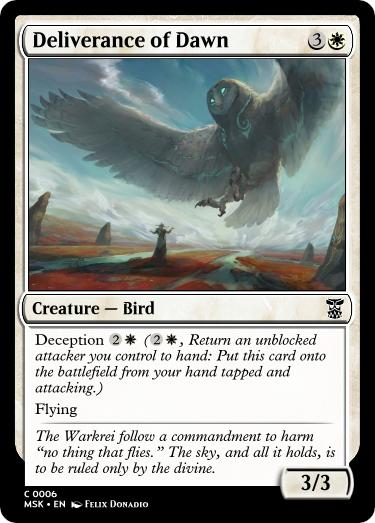 Deliverance of Dawn 3
Creature — Bird
Deception 2 (2, Return an unblocked
attacker you control to hand: Put this card onto
the battlefield from your hand tapped and
attacking.)
Flying
The Warkrei follow a commandment to harm
“no thing that flies.” The sky, and all it holds, is
to be ruled only by the divine.
3/3
C 0006
MSK • EN Felix Donadio